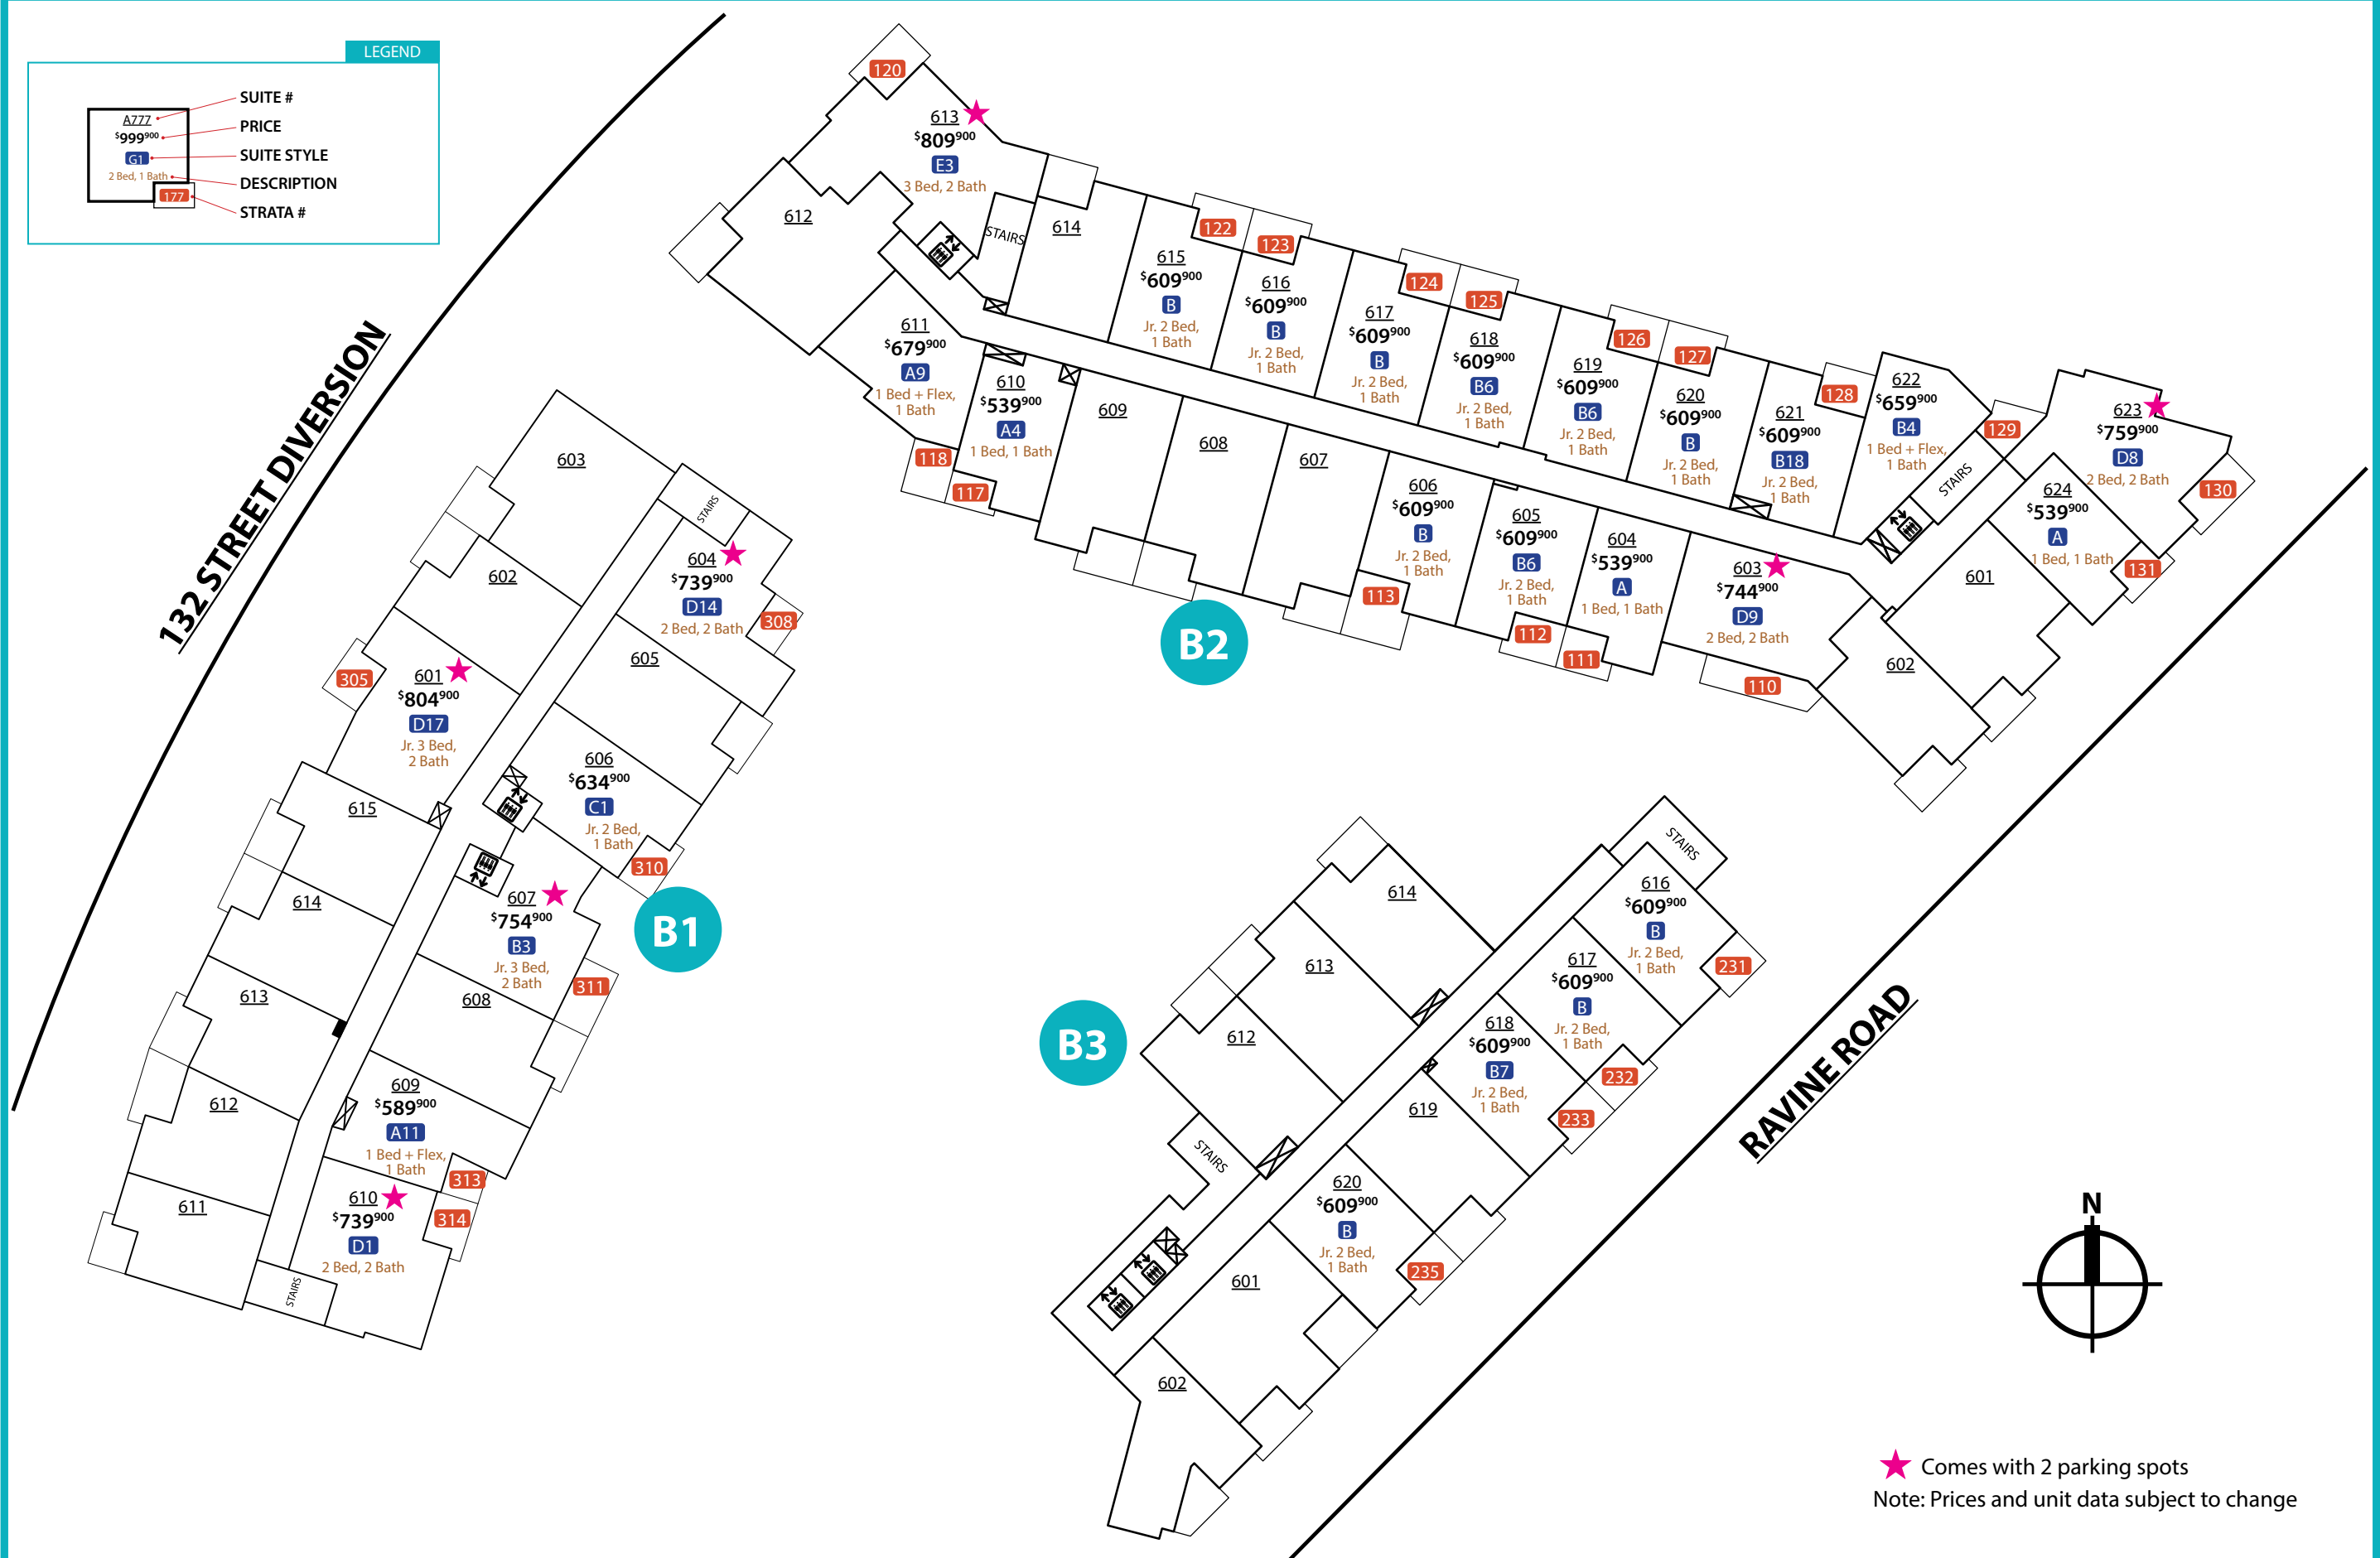 LEGEND
A777
$999900
G1
2 Bed, 1 Bath
177
SUITE #
PRICE
SUITE STYLE
DESCRIPTION
STRATA #
132 STREET DIVERSION
120
613
$809900
E3
3 Bed, 2 Bath
612
STAIRS
614
122
615
$609900
B
Jr. 2 Bed,
1 Bath
123
616
$609900
B
Jr. 2 Bed,
1 Bath
124
617
$609900
B
Jr. 2 Bed,
1 Bath
125
618
$609900
B6
Jr. 2 Bed,
1 Bath
126
619
$609900
B6
Jr. 2 Bed,
1 Bath
127
620
$609900
B
Jr. 2 Bed,
1 Bath
128
621
$609900
B18
Jr. 2 Bed,
1 Bath
622
$659900
B4
1 Bed + Flex,
1 Bath
129
STAIRS
623
$759900
D8
2 Bed, 2 Bath
130
624
$539900
A
1 Bed, 1 Bath
131
601
602
611
$679900
A9
1 Bed + Flex,
1 Bath
118
610
$539900
A4
1 Bed, 1 Bath
117
609
608
607
606
$609900
B
Jr. 2 Bed,
1 Bath
113
605
$609900
B6
Jr. 2 Bed,
1 Bath
112
604
$539900
A
1 Bed, 1 Bath
111
603
$744900
D9
2 Bed, 2 Bath
110
B2
603
STAIRS
602
604
$739900
D14
2 Bed, 2 Bath
308
605
305
601
$804900
D17
Jr. 3 Bed,
2 Bath
606
$634900
C1
Jr. 2 Bed,
1 Bath
310
615
614
607
$754900
B3
Jr. 3 Bed,
2 Bath
311
B1
613
608
612
609
$589900
A11
1 Bed + Flex,
1 Bath
313
611
610
$739900
D1
2 Bed, 2 Bath
314
STAIRS
B3
STAIRS
614
613
612
616
$609900
B
Jr. 2 Bed,
1 Bath
231
617
$609900
B
Jr. 2 Bed,
1 Bath
232
618
$609900
B7
Jr. 2 Bed,
1 Bath
233
619
STAIRS
620
$609900
B
Jr. 2 Bed,
1 Bath
235
601
602
RAVINE ROAD
N
Comes with 2 parking spots
Note: Prices and unit data subject to change